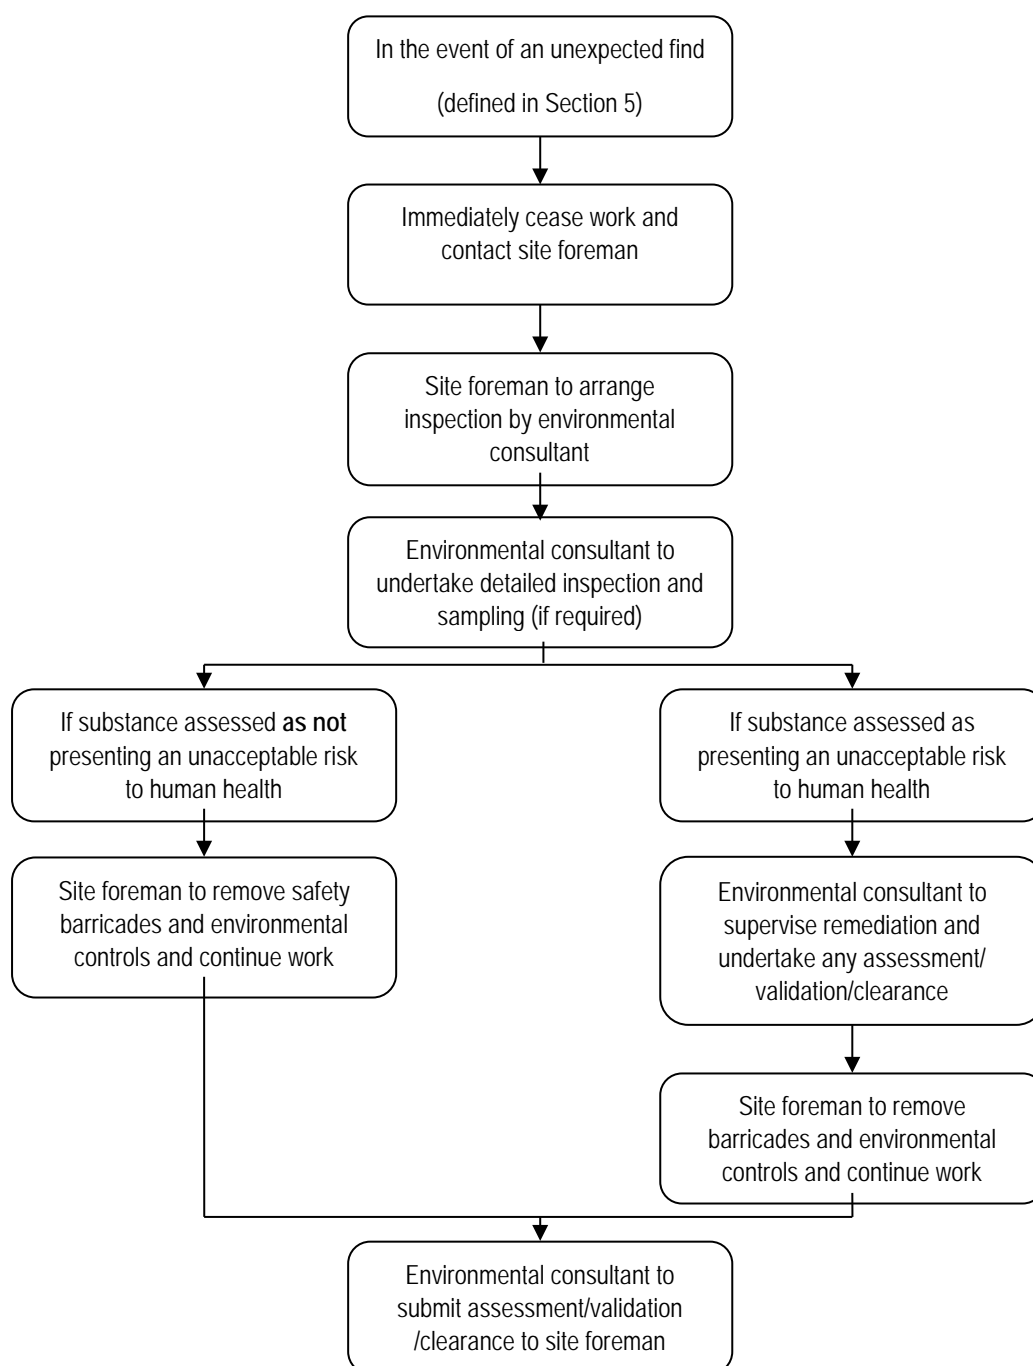 In the event of an unexpected find
(defined in Section 5)
Immediately cease work and
contact site foreman
Site foreman to arrange
inspection by environmental
consultant
Environmental consultant to
undertake detailed inspection and
sampling (if required)
If substance assessed as not
presenting an unacceptable risk
to human health
If substance assessed as
presenting an unacceptable risk
to human health
Site foreman to remove safety
barricades and environmental
controls and continue work
Environmental consultant to
supervise remediation and
undertake any assessment/
validation/clearance
Site foreman to remove
barricades and environmental
controls and continue work
Environmental consultant to
submit assessment/validation
/clearance to site foreman